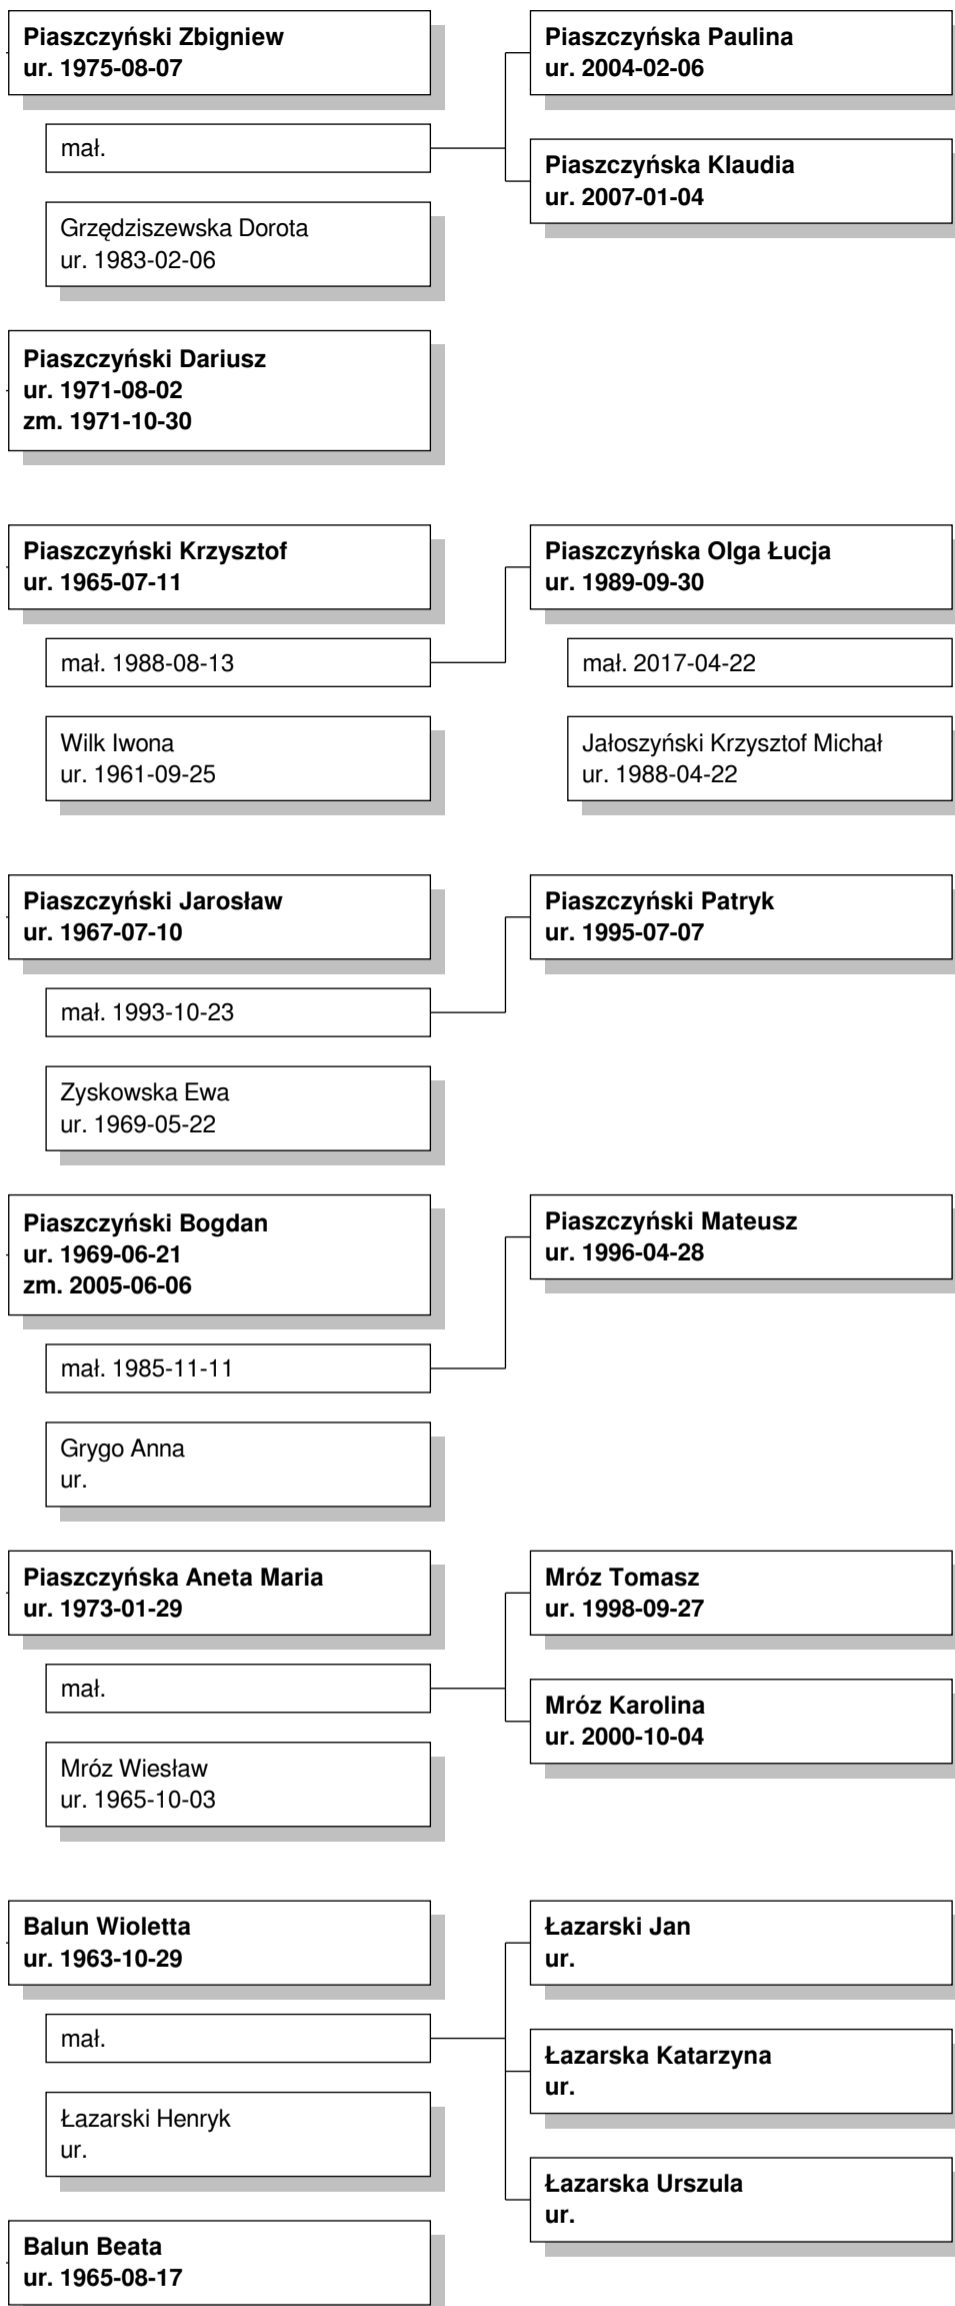 Piaszczyński Zbigniew
ur. 1975-08-07
mał.
Grzędziszewska Dorota
ur. 1983-02-06
Piaszczyńska Paulina
ur. 2004-02-06
Piaszczyńska Klaudia
ur. 2007-01-04
Piaszczyński Dariusz
ur. 1971-08-02
zm. 1971-10-30
Piaszczyński Krzysztof
ur. 1965-07-11
mał. 1988-08-13
Wilk Iwona
ur. 1961-09-25
Piaszczyńska Olga Łucja
ur. 1989-09-30
mał. 2017-04-22
Jałoszyński Krzysztof Michał
ur. 1988-04-22
Piaszczyński Jarosław
ur. 1967-07-10
mał. 1993-10-23
Zyskowska Ewa
ur. 1969-05-22
Piaszczyński Patryk
ur. 1995-07-07
Piaszczyński Bogdan
ur. 1969-06-21
zm. 2005-06-06
mał. 1985-11-11
Grygo Anna
ur.
Piaszczyński Mateusz
ur. 1996-04-28
Piaszczyńska Aneta Maria
ur. 1973-01-29
mał.
Mróz Wiesław
ur. 1965-10-03
Mróz Tomasz
ur. 1998-09-27
Mróz Karolina
ur. 2000-10-04
Balun Wioletta
ur. 1963-10-29
mał.
Łazarski Henryk
ur.
Łazarski Jan
ur.
Łazarska Katarzyna
ur.
Łazarska Urszula
ur.
Balun Beata
ur. 1965-08-17